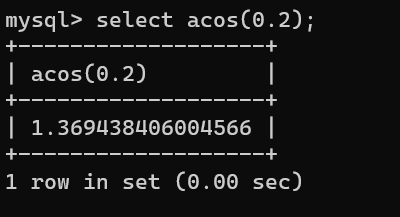 mysql> select acos(0.2);
+-------------------+
| acos(0.2)         |
+-------------------+
| 1.369438406004566 |
+-------------------+
1 row in set (0.00 sec)